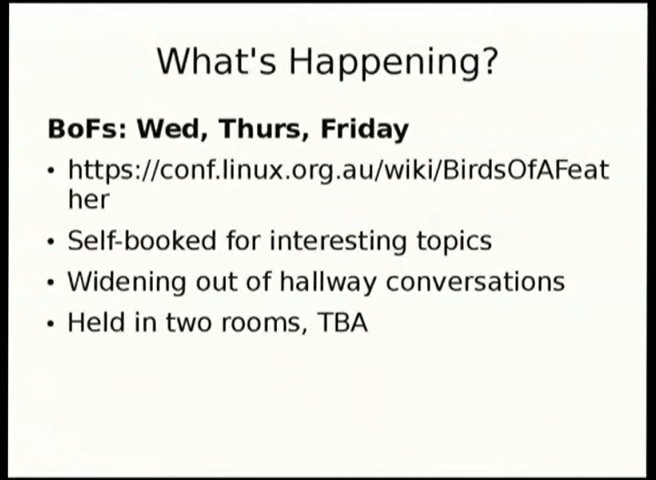 What's Happening?
BoFs: Wed, Thurs, Friday
• https://conf.linux.org.au/wiki/BirdsOfAFeat
her
• Self-booked for interesting topics
• Widening out of hallway conversations
• Held in two rooms, TBA